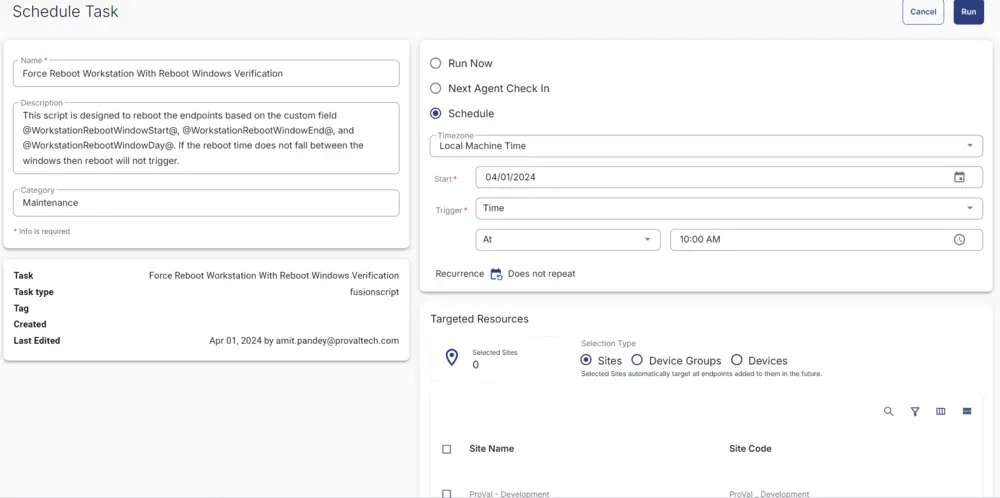 Schedule Task
Cancel
Run
Name *
Force Reboot Workstation With Reboot Windows Verification
Description
This script is designed to reboot the endpoints based on the custom field
@WorkstationRebootWindowStart@, @WorkstationRebootWindowEnd@, and
@WorkstationRebootWindowDay@. If the reboot time does not fall between the
windows then reboot will not trigger.
Category
Maintenance
* Info is required
Task Force Reboot Workstation With Reboot Windows Verification
Task type fusionscript
Tag
Created
Last Edited Apr 01, 2024 by amit.pandey@provaltech.com
Run Now
Next Agent Check In
Schedule
Timezone
Local Machine Time
Start * 04/01/2024
Trigger * Time
At 10:00 AM
Recurrence Does not repeat
Targeted Resources
Selected Sites
0
Selection Type
Sites Device Groups Devices
Selected Sites automatically target all endpoints added to them in the future.
Site Name Site Code
ProVal - Development ProVal _ Development